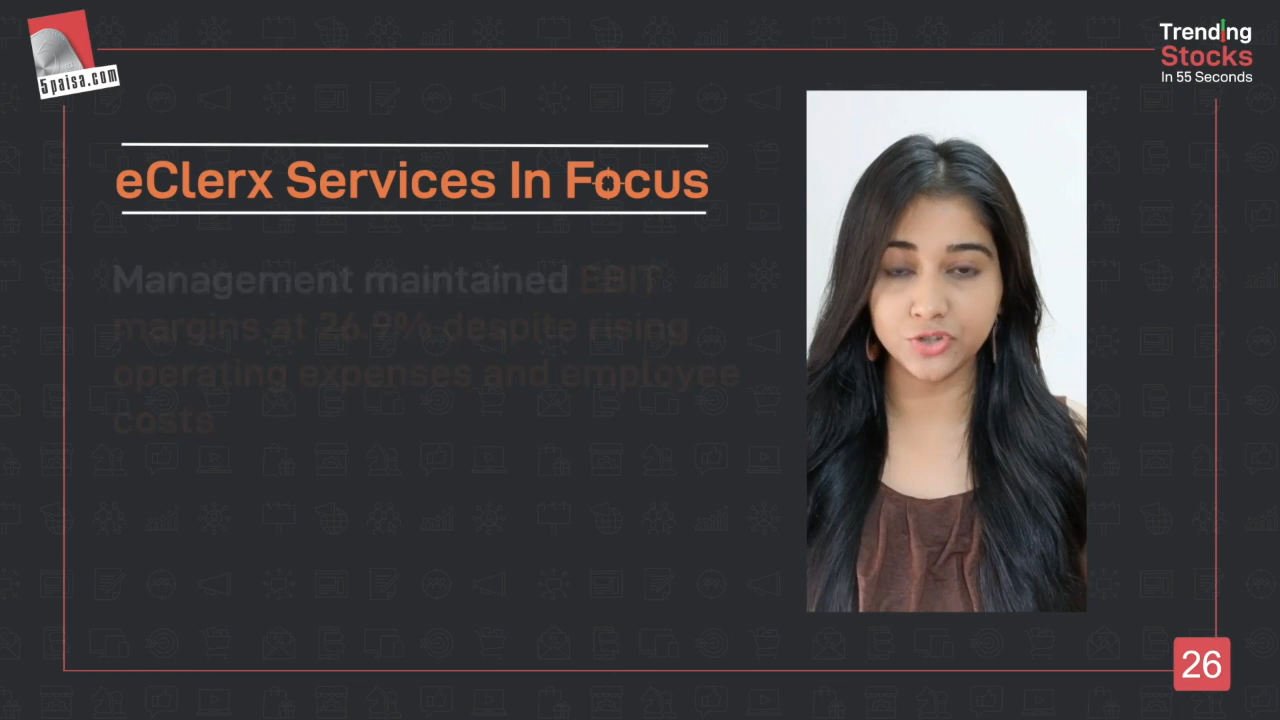 5paisa.com
Trending
Stocks
In 55 Seconds
eClerx Services In Focus
Management maintained EBIT
margins at 26.9% despite rising
operating expenses and employee
costs
26